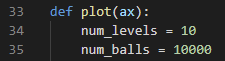 33 def plot(ax):
34     num_levels = 10
35     num_balls = 10000